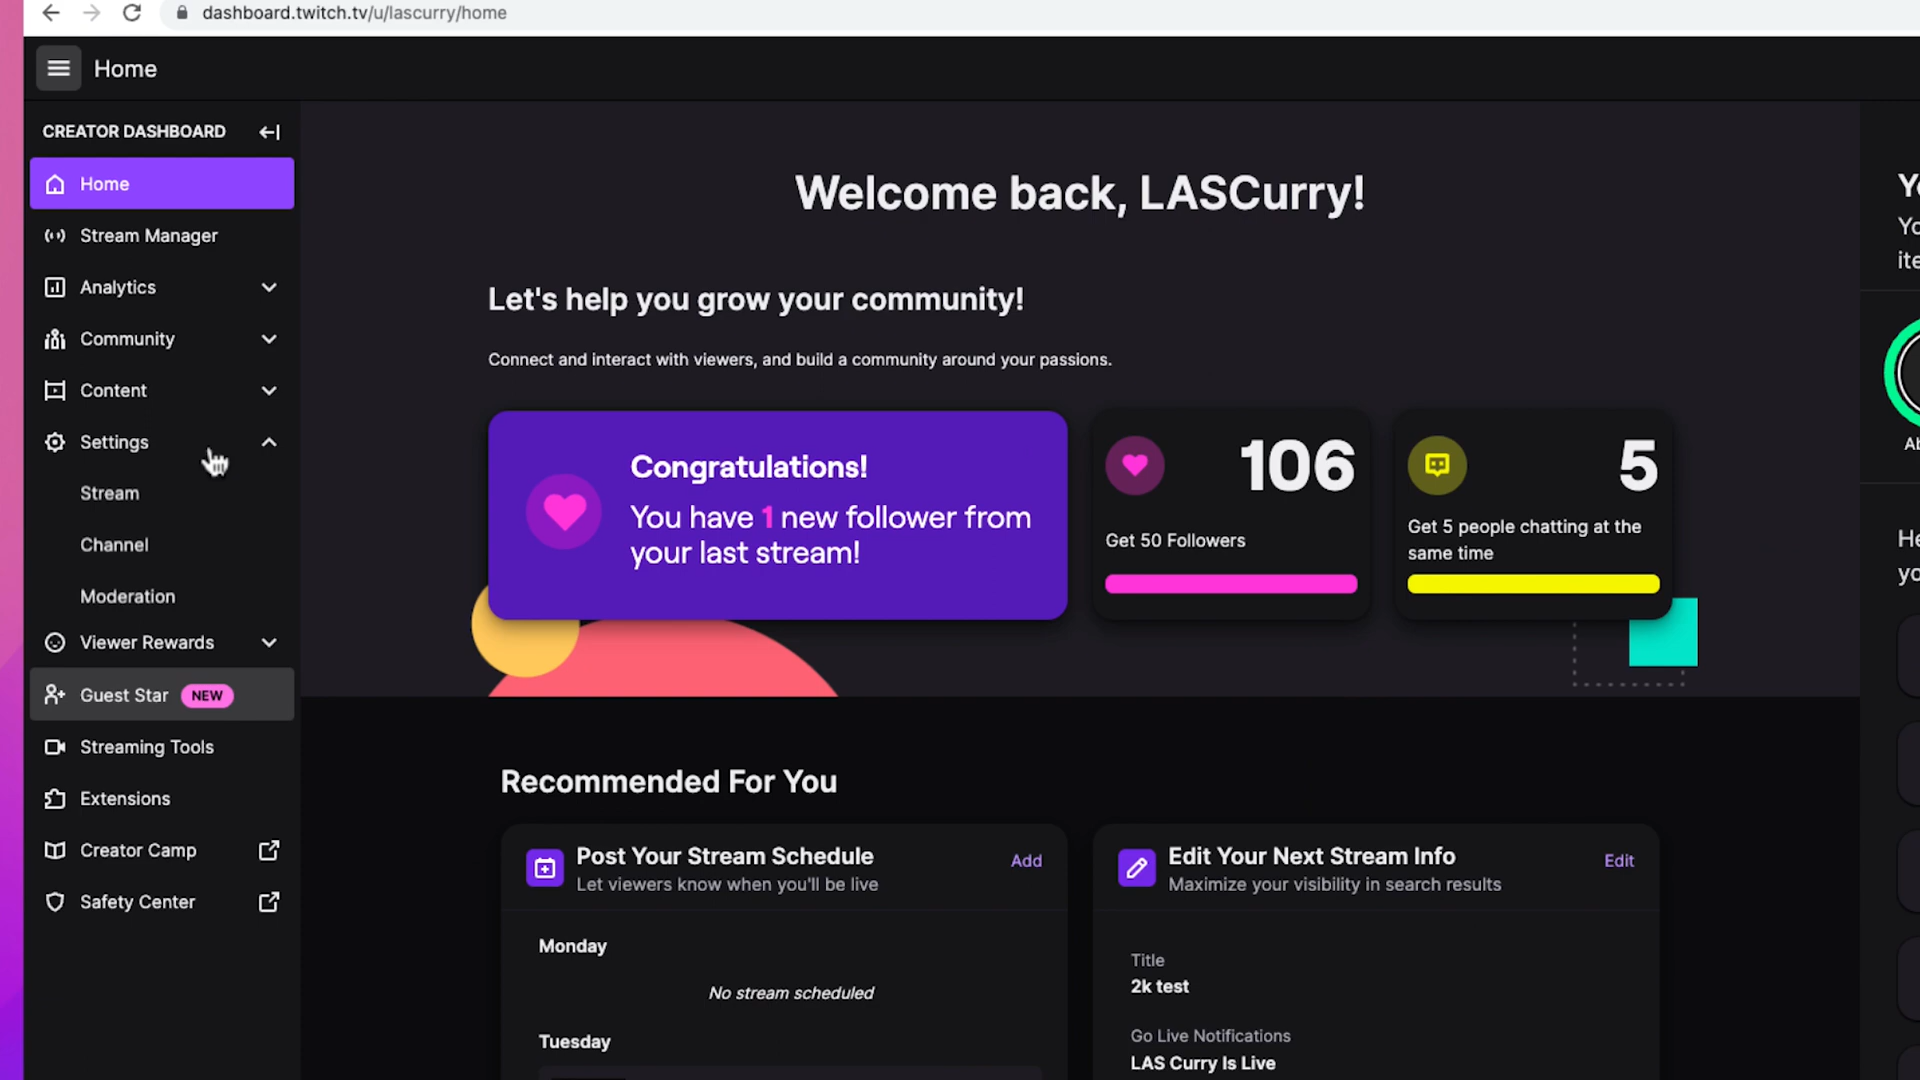 dashboard.twitch.tv/u/lascurry/home
Home
CREATOR DASHBOARD
Home
Stream Manager
Analytics
Community
Content
Settings
Stream
Channel
Moderation
Viewer Rewards
Guest Star NEW
Streaming Tools
Extensions
Creator Camp
Safety Center
Welcome back, LASCurry!
Let's help you grow your community!
Connect and interact with viewers, and build a community around your passions.
Congratulations!
You have 1 new follower from
your last stream!
106
Get 50 Followers
5
Get 5 people chatting at the
same time
Recommended For You
Post Your Stream Schedule
Let viewers know when you'll be live
Add
Monday
No stream scheduled
Tuesday
Edit Your Next Stream Info
Maximize your visibility in search results
Edit
Title
2k test
Go Live Notifications
LAS Curry Is Live